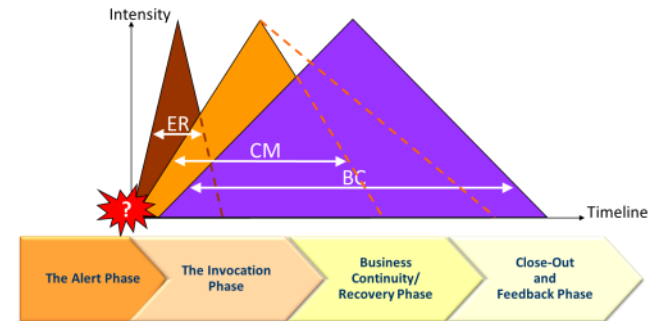 Intensity
ER
CM
BC
?
Timeline
The Alert Phase
The Invocation
Phase
Business
Continuity/
Recovery Phase
Close-Out
and
Feedback Phase